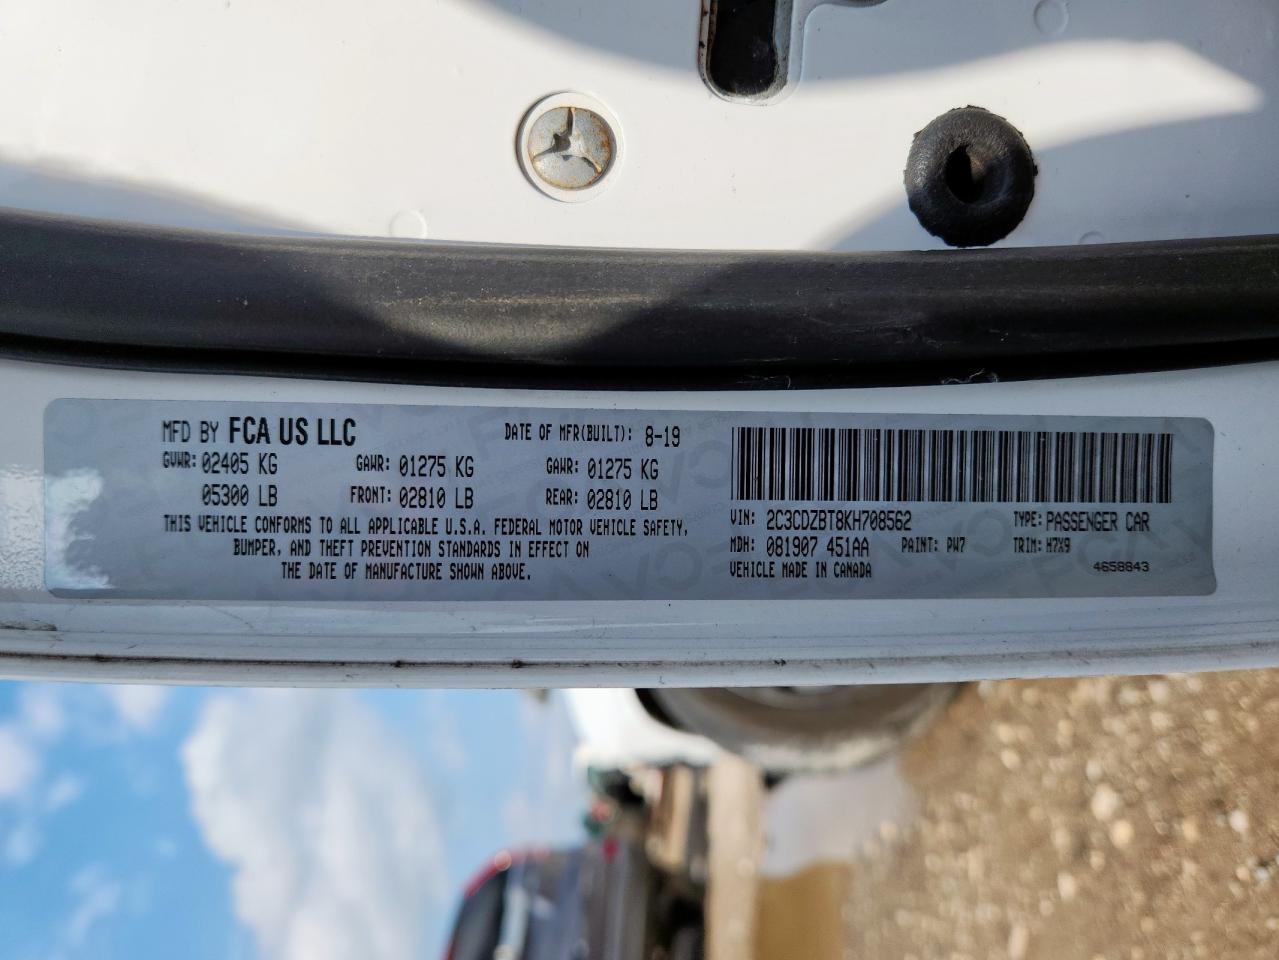 MFD BY FCA US LLC DATE OF MFR(BUILT): 8-19
GVWR: 02405 KG GAWR: 01275 KG GAWR: 01275 KG
05300 LB FRONT: 02810 LB REAR: 02810 LB
THIS VEHICLE CONFORMS TO ALL APPLICABLE U.S.A. FEDERAL MOTOR VEHICLE SAFETY,
BUMPER, AND THEFT PREVENTION STANDARDS IN EFFECT ON
THE DATE OF MANUFACTURE SHOWN ABOVE.
VIN: 2C3CDZBT8KH708562 TYPE: PASSENGER CAR
MDH: 081907 451AA PAINT: PW7 TRIM: H7X9
VEHICLE MADE IN CANADA 4658843